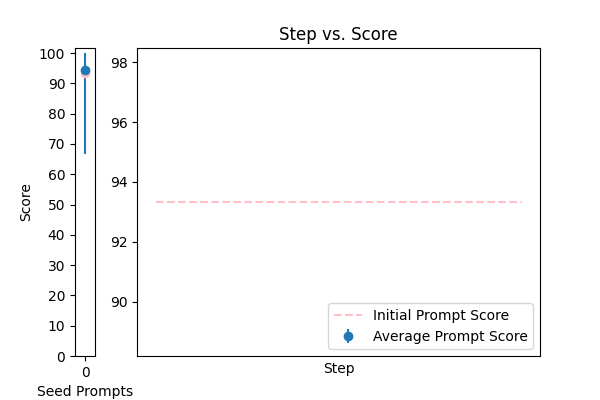 Step vs. Score
100
90
80
70
60
50
40
30
20
10
0
Score
0
Seed Prompts
98
96
94
92
90
Initial Prompt Score
Average Prompt Score
Step